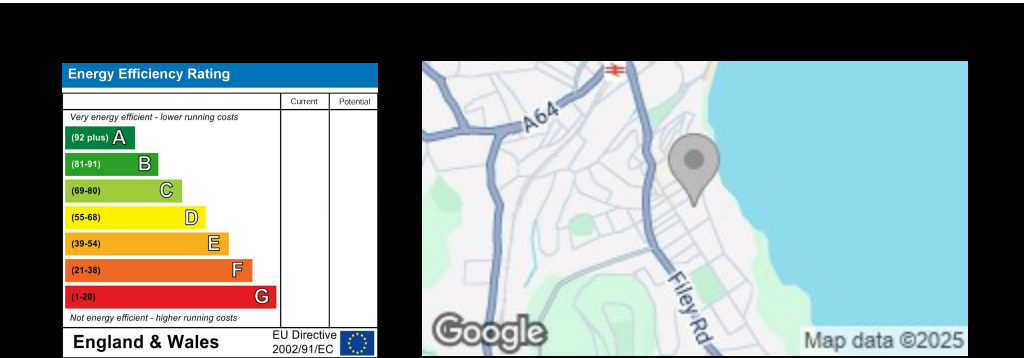 Energy Efficiency Rating
Current Potential
Very energy efficient - lower running costs
(92 plus) A
(81-91) B
(69-80) C
(55-68) D
(39-54) E
(21-38) F
(1-20) G
Not energy efficient - higher running costs
England & Wales
EU Directive
2002/91/EC
A64
Filey Rd
Google
Map data ©2025